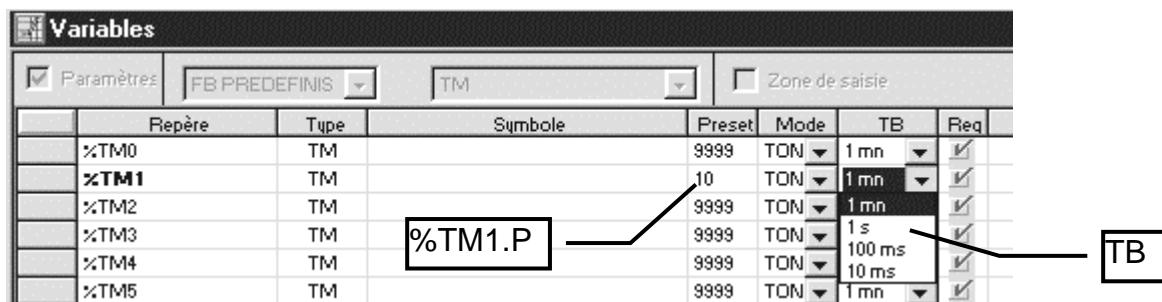 Variables
Paramètres FB PREDEFINIS TM Zone de saisie
Repère Type Symbole Preset Mode TB Reg
%TM0 TM 9999 TON 1 mn
%TM1 TM 10 TON 1 mn
%TM2 TM 9999 TON 1 mn
%TM3 TM 9999 TON 1 s
%TM4 TM 9999 TON 100 ms
10 ms
%TM5 TM 9999 TON 1 mn
%TM1.P
TB